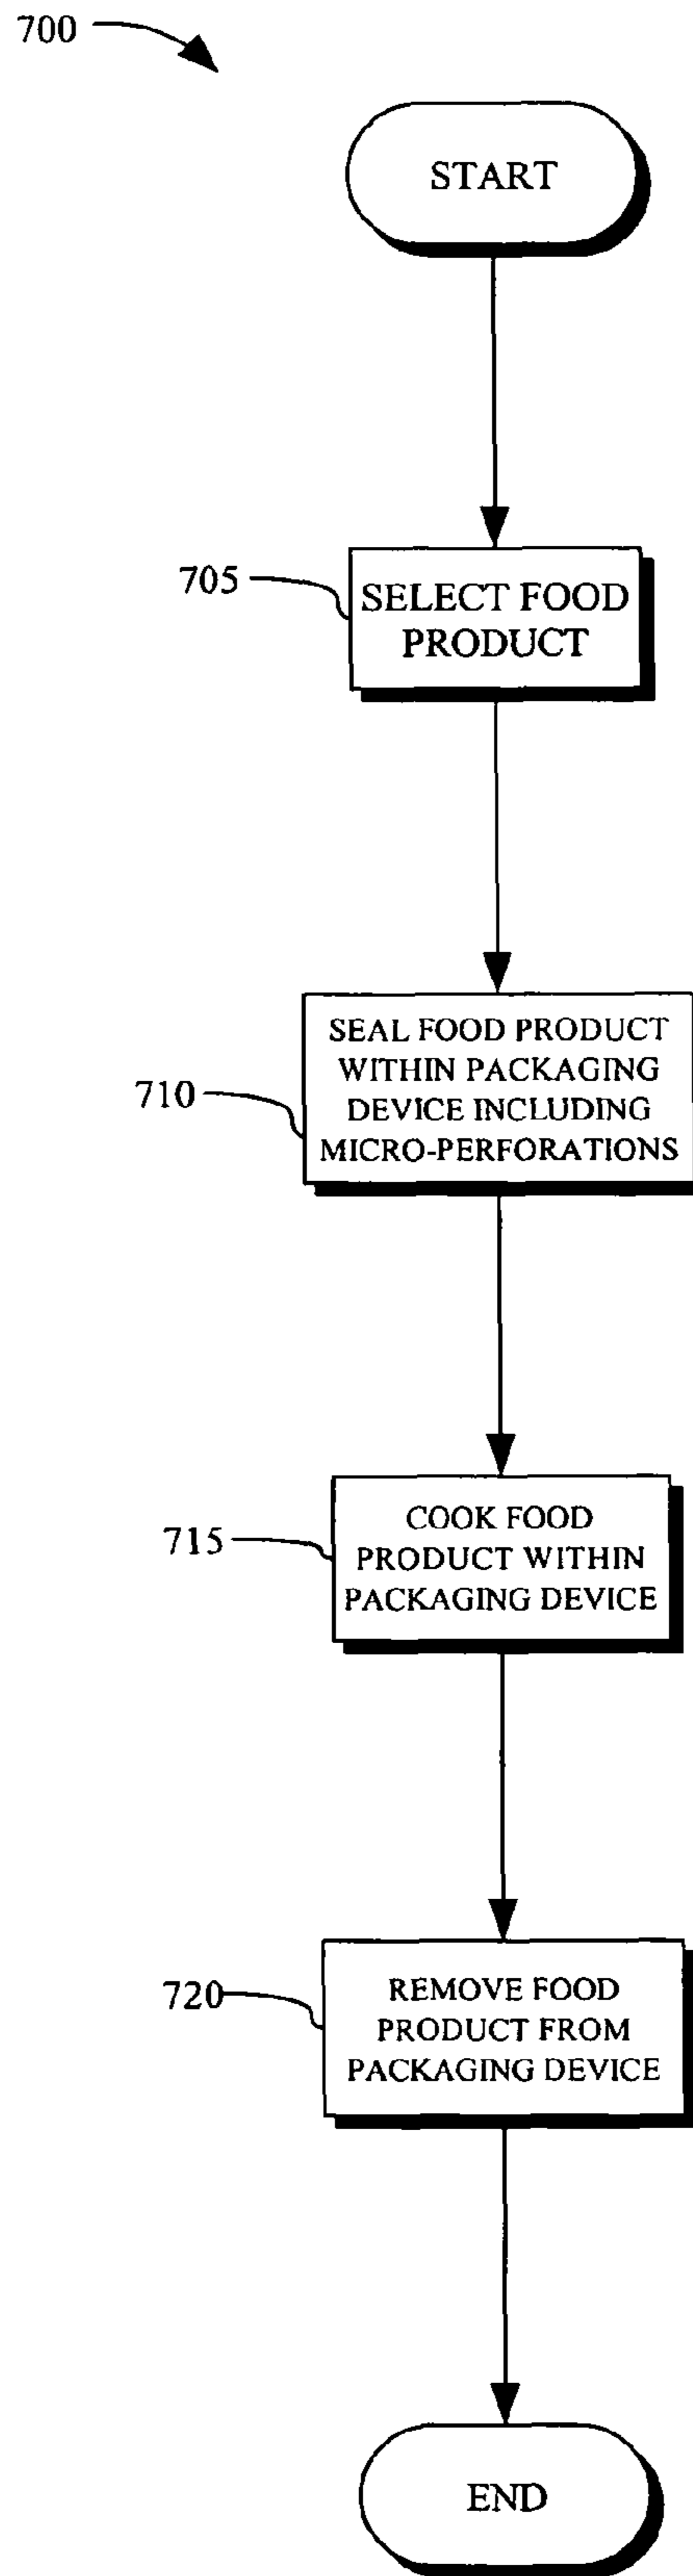 700
START
705
SELECT FOOD
PRODUCT
710
SEAL FOOD PRODUCT
WITHIN PACKAGING
DEVICE INCLUDING
MICRO-PERFORATIONS
715
COOK FOOD
PRODUCT WITHIN
PACKAGING DEVICE
720
REMOVE FOOD
PRODUCT FROM
PACKAGING DEVICE
END